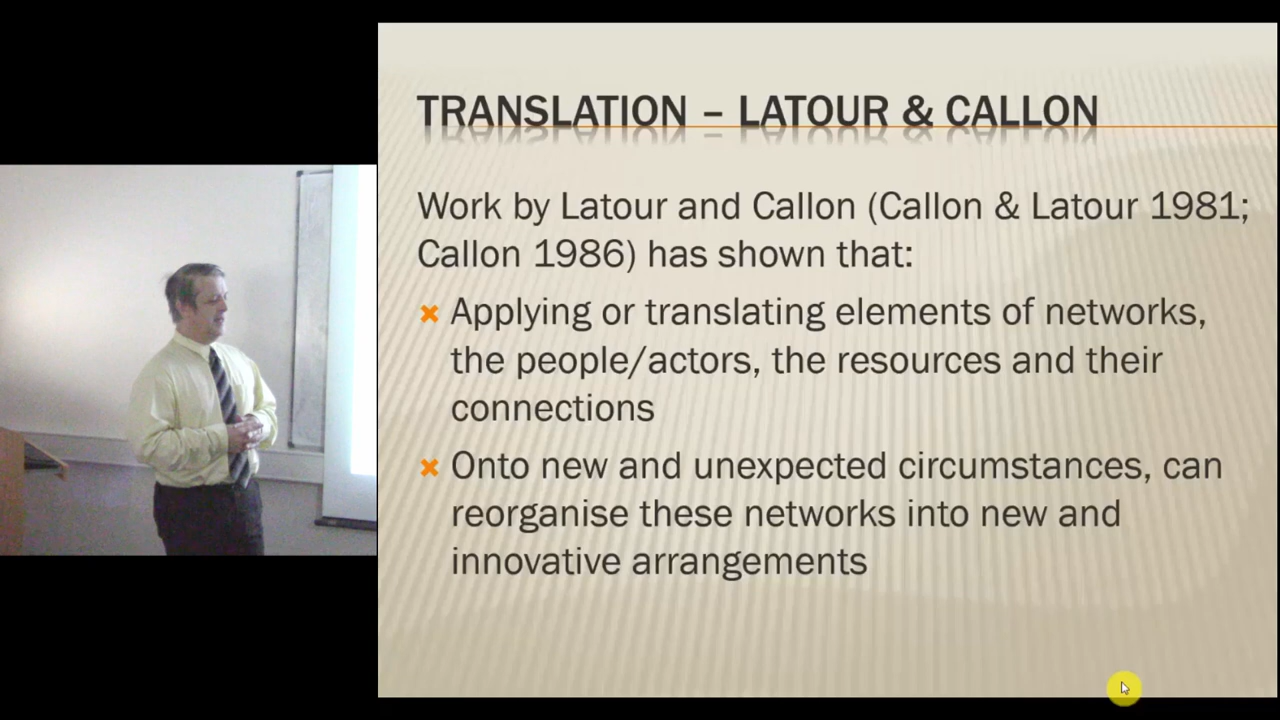 TRANSLATION – LATOUR & CALLON
Work by Latour and Callon (Callon & Latour 1981;
Callon 1986) has shown that:
Applying or translating elements of networks,
the people/actors, the resources and their
connections
Onto new and unexpected circumstances, can
reorganise these networks into new and
innovative arrangements